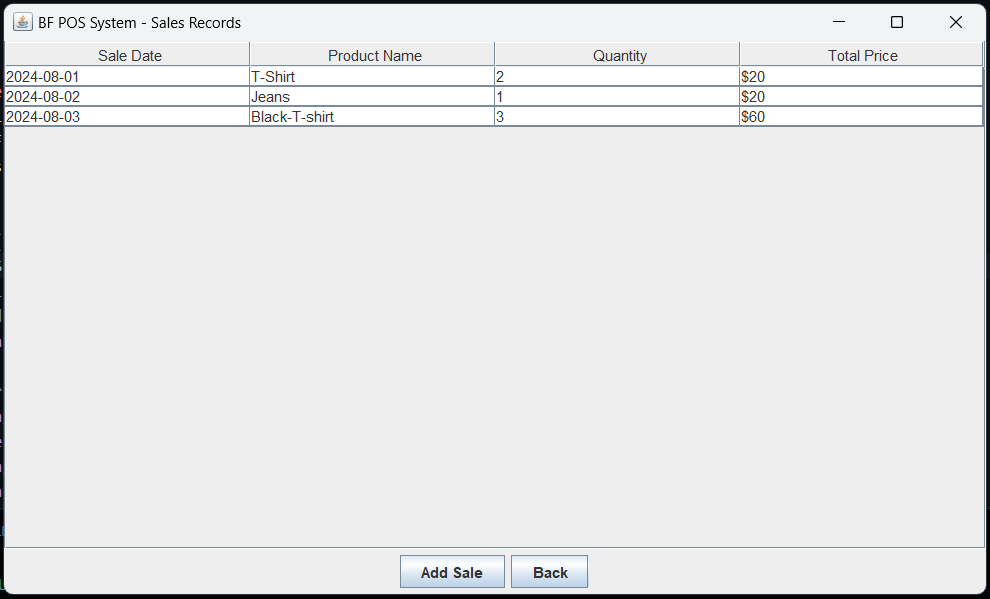 BF POS System - Sales Records
Sale Date Product Name Quantity Total Price
2024-08-01 T-Shirt 2 $20
2024-08-02 Jeans 1 $20
2024-08-03 Black-T-shirt 3 $60
Add Sale Back